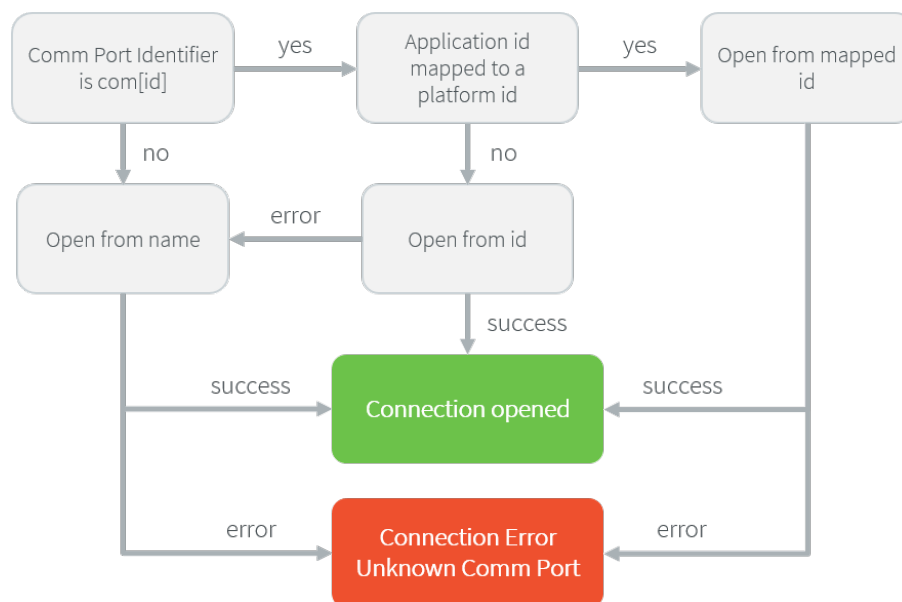 Comm Port Identifier
is com[id]
yes
Application id
mapped to a
platform id
yes
Open from mapped
id
no
no
Open from name
error
Open from id
success
success
Connection opened
success
error
Connection Error
Unknown Comm Port
error